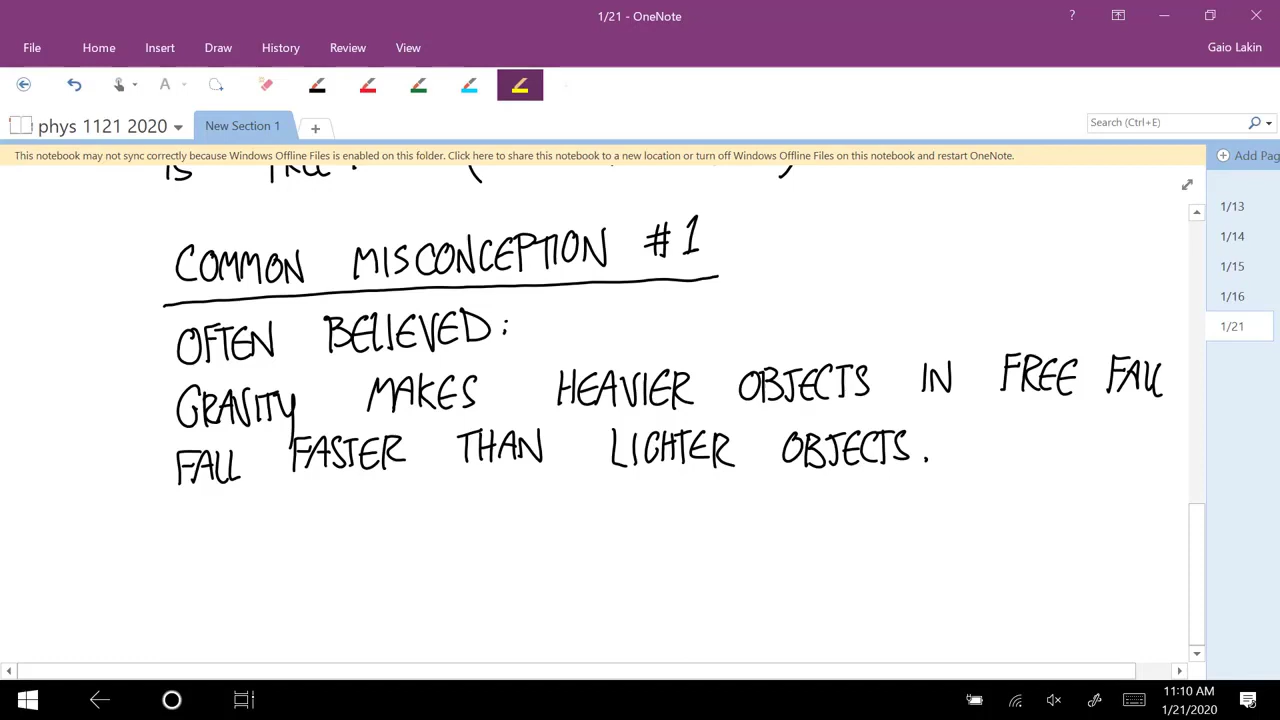 1/21 - OneNote
File Home Insert Draw History Review View Gaio Lakin
phys 1121 2020 New Section 1 Search (Ctrl+E)
This notebook may not sync correctly because Windows Offline Files is enabled on this folder. Click here to share this notebook to a new location or turn off Windows Offline Files on this notebook and restart OneNote.
Add Pag
IS
1/13
1/14
1/15
1/16
1/21
COMMON MISCONCEPTION #1
OFTEN BELIEVED:
GRAVITY MAKES HEAVIER OBJECTS IN FREE FALL
FALL FASTER THAN LIGHTER OBJECTS.
11:10 AM
1/21/2020